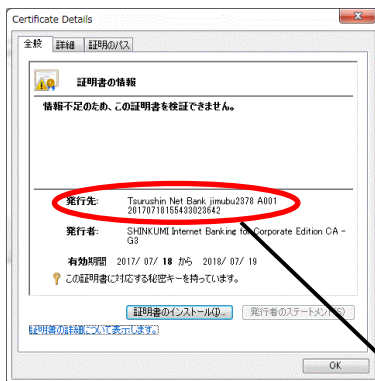 Certificate Details
全般 詳細 証明のパス
証明書の情報
情報不足のため、この証明書を検証できません。
発行先: Tsurushin Net Bank jimubu2378 A001
20170718155433023642
発行者: SHINKUMI Internet Banking for Corporate Edition CA -
G3
有効期間 2017/ 07/ 18 から 2018/ 07/ 19
この証明書に対応する秘密キーを持っています。
証明書のインストール(I)... 発行者のステートメント(S)
証明書の詳細について表示します。
OK